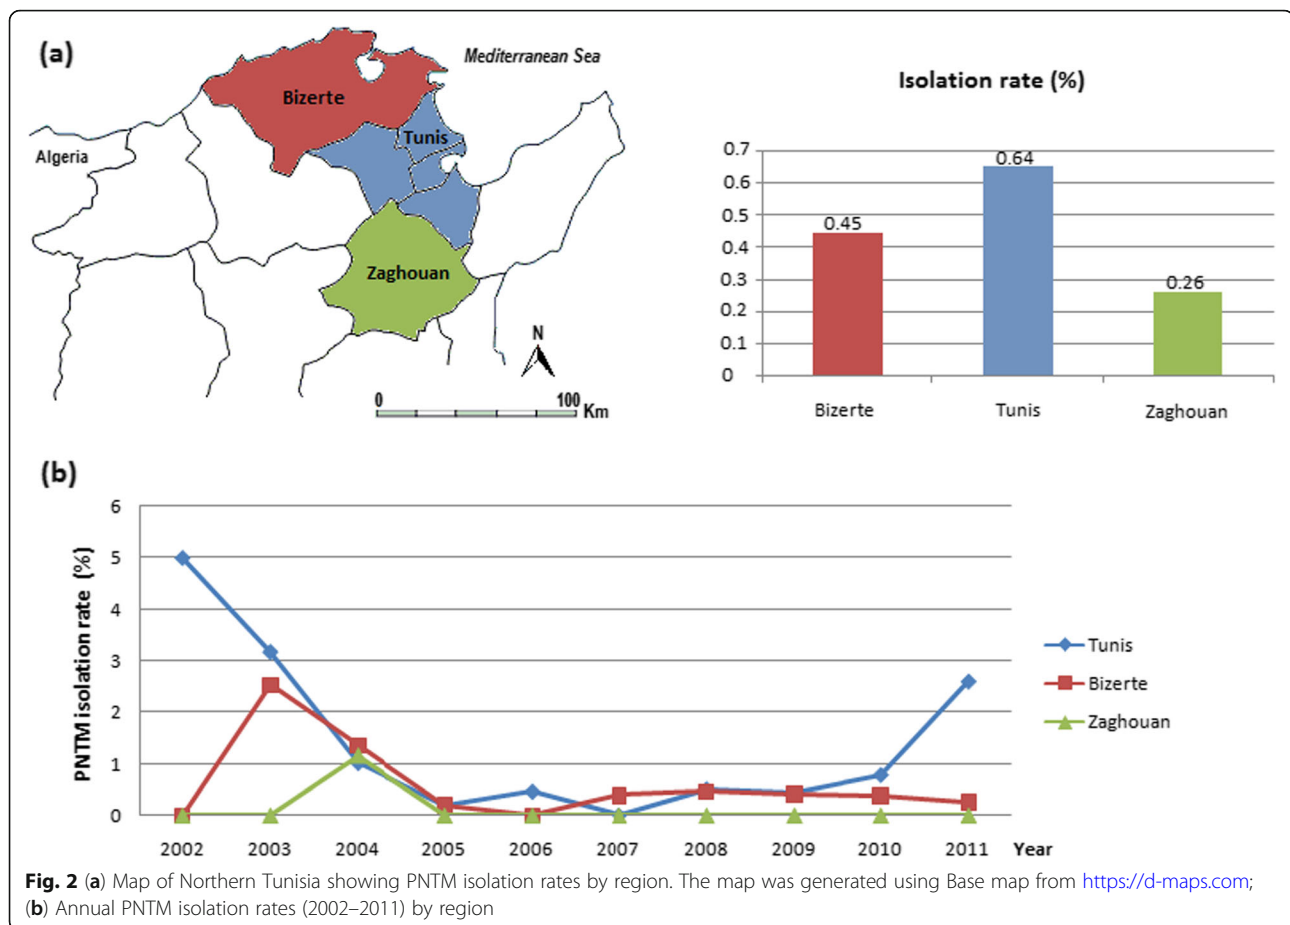 (a)
Mediterranean Sea
Bizerte
Tunis
Algeria
Zaghouan
N
0 100
Km
Isolation rate (%)
0.7
0.6
0.5
0.4
0.3
0.2
0.1
0
0.45
0.64
0.26
Bizerte Tunis Zaghouan
(b)
PNTM isolation rate (%)
6
5
4
3
2
1
0
2002 2003 2004 2005 2006 2007 2008 2009 2010 2011 Year
Tunis
Bizerte
Zaghouan
Fig. 2 (a) Map of Northern Tunisia showing PNTM isolation rates by region. The map was generated using Base map from https://d-maps.com;
(b) Annual PNTM isolation rates (2002–2011) by region